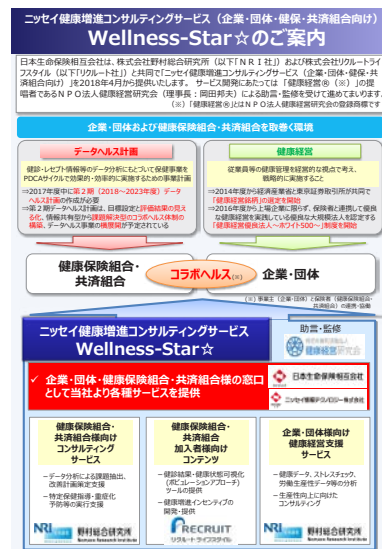 ニッセイ健康増進コンサルティングサービス（企業・団体・健保・共済組合向け）
Wellness-Star☆のご案内
日本生命保険相互会社は、株式会社野村総合研究所（以下「ＮＲＩ社」）および株式会社リクルートライ
フスタイル（以下「リクルート社」）と共同で「ニッセイ健康増進コンサルティングサービス（企業・団体・健保・共
済組合向け）」を2018年4月から提供いたします。 サービス開発にあたっては「健康経営®（※）」の提
唱者であるＮＰＯ法人健康経営研究会（理事長：岡田邦夫）による助言・監修を受けて進めてまいります。
（※）「健康経営®」とはＮＰＯ法人健康経営研究会の登録商標です
企業・団体および健康保険組合・共済組合を取巻く環境
データヘルス計画
健診・レセプト情報等のデータ分析にもとづいて保健事業を
PDCAサイクルで効果的・効率的に実施するための事業計画
⇒2017年度中に第２期（2018～2023年度）データ
ヘルス計画の作成が必要
⇒第２期データヘルス計画は、目標設定と評価結果の見え
る化、情報共有型から課題解決型のコラボヘルス体制の
構築、データヘルス事業の横展開が予定されている
健康経営
従業員等の健康管理を経営的な視点で考え、
戦略的に実施すること
⇒2014年度から経済産業省と東京証券取引所が共同で
「健康経営銘柄」の選定を開始
⇒2016年度から上場企業に限らず、保険者と連携して優良
な健康経営を実践している優良な大規模法人を認定する
「健康経営優良法人～ホワイト500～」制度を開始
健康保険組合・
共済組合
コラボヘルス(※)
企業・団体
(※) 事業主（企業・団体）と保険者（健康保険組合・
共済組合）の連携・協働
ニッセイ健康増進コンサルティングサービス
Wellness-Star☆
助言・監修
健康経営研究会
✓ 企業・団体・健康保険組合・共済組合様の窓口
として当社より各種サービスを提供
日本生命保険相互会社
ニッセイ情報テクノロジー株式会社
健康保険組合・
共済組合様向け
コンサルティング
サービス
－データ分析による課題抽出、
改善計画策定支援
－特定保健指導・重症化
予防等の実行支援
NRI 野村総合研究所
Nomura Research Institute
健康保険組合・
共済組合
加入者様向け
コンテンツ
－健診結果・健康状態可視化
（ポピュレーションアプローチ）
ツールの提供
－健康増進インセンティブの
開発・提供
RECRUIT
リクルートライフスタイル
企業・団体様向け
健康経営支援
サービス
－健康データ、ストレスチェック、
労働生産性データ等の分析
－生産性向上に向けた
コンサルティング
NRI 野村総合研究所
Nomura Research Institute